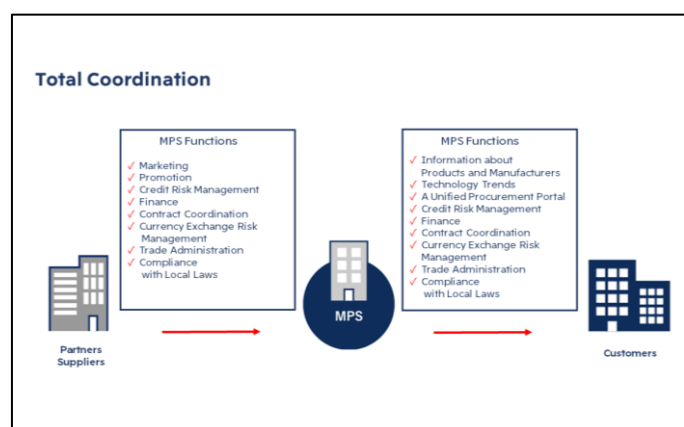 Total Coordination
MPS Functions
Marketing
Promotion
Credit Risk Management
Finance
Contract Coordination
Currency Exchange Risk
Management
Trade Administration
Compliance
with Local Laws
MPS Functions
Information about
Products and Manufacturers
Technology Trends
A Unified Procurement Portal
Credit Risk Management
Finance
Contract Coordination
Currency Exchange Risk
Management
Trade Administration
Compliance
with Local Laws
Partners
Suppliers
MPS
Customers